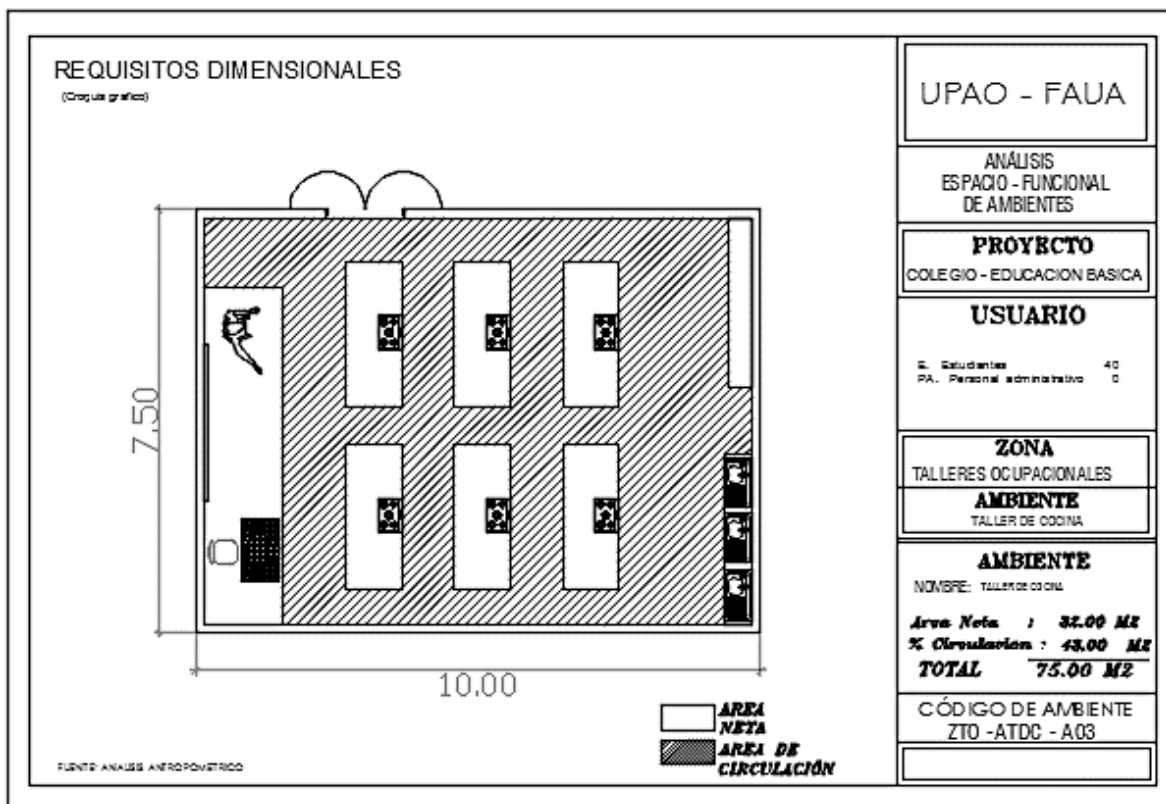 REQUISITOS DIMENSIONALES
(Croquis grafico)
7.50
10.00
AREA
NETA
AREA DE
CIRCULACIÓN
FUENTE: ANALISIS ANTROPOMETRICO
UPAO - FAUA
ANÁLISIS
ESPACIO - FUNCIONAL
DE AMBIENTES
PROYECTO
COLEGIO - EDUCACION BASICA
USUARIO
E. Estudiantes 40
PA. Personal administrativo 0
ZONA
TALLERES OCUPACIONALES
AMBIENTE
TALLER DE COCINA
AMBIENTE
NOMBRE: TALLER DE COCINA
Area Neta : 32.00 M2
% Circulacion : 43.00 M2
TOTAL 75.00 M2
CÓDIGO DE AMBIENTE
ZTO -ATDC - A03